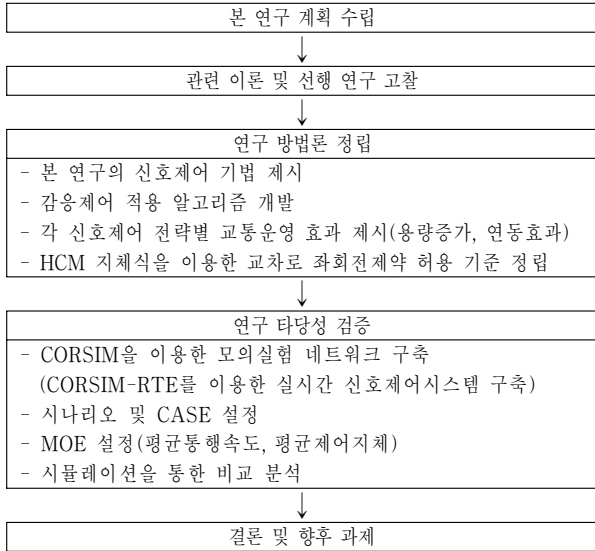 본 연구 계획 수립
관련 이론 및 선행 연구 고찰
연구 방법론 정립
- 본 연구의 신호제어 기법 제시
- 감응제어 적용 알고리즘 개발
- 각 신호제어 전략별 교통운영 효과 제시(용량증가, 연동효과)
- HCM 지체식을 이용한 교차로 좌회전제약 허용 기준 정립
연구 타당성 검증
- CORSIM을 이용한 모의실험 네트워크 구축
(CORSIM-RTE를 이용한 실시간 신호제어시스템 구축)
- 시나리오 및 CASE 설정
- MOE 설정(평균통행속도, 평균제어지체)
- 시뮬레이션을 통한 비교 분석
결론 및 향후 과제